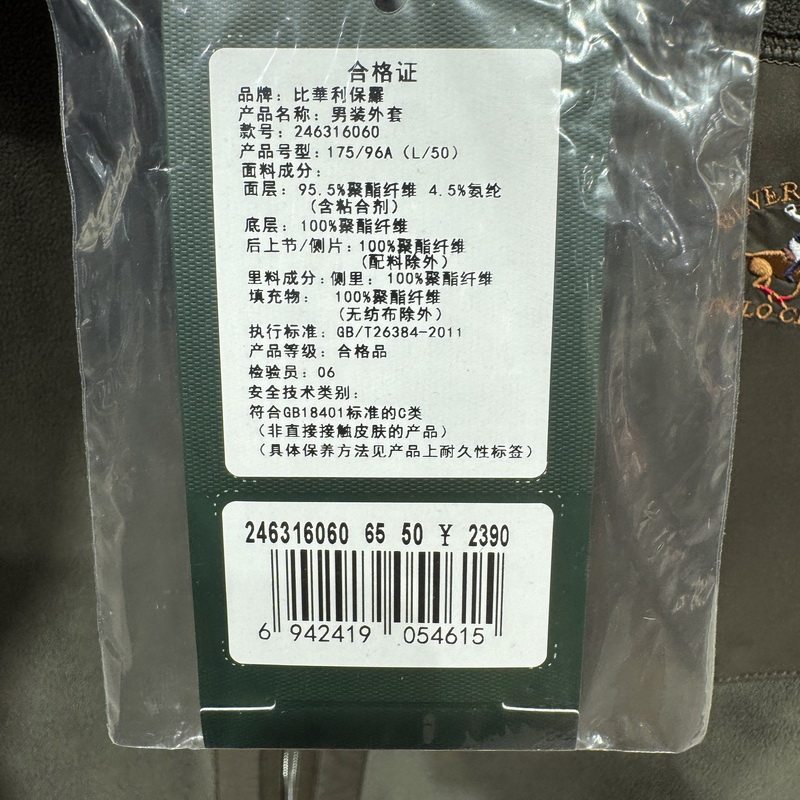 合格证
品牌：比華利保羅
产品名称：男装外套
款号：246316060
产品号型：175/96A（L/50）
面料成分：
面层：95.5%聚酯纤维 4.5%氨纶
（含粘合剂）
底层：100%聚酯纤维
后上节/侧片：100%聚酯纤维
（配料除外）
里料成分：侧里：100%聚酯纤维
填充物：100%聚酯纤维
（无纺布除外）
执行标准：GB/T26384-2011
产品等级：合格品
检验员：06
安全技术类别：
符合GB18401标准的C类
（非直接接触皮肤的产品）
（具体保养方法见产品上耐久性标签）
246316060 65 50 ¥ 2390
6 942419 054615
POLO